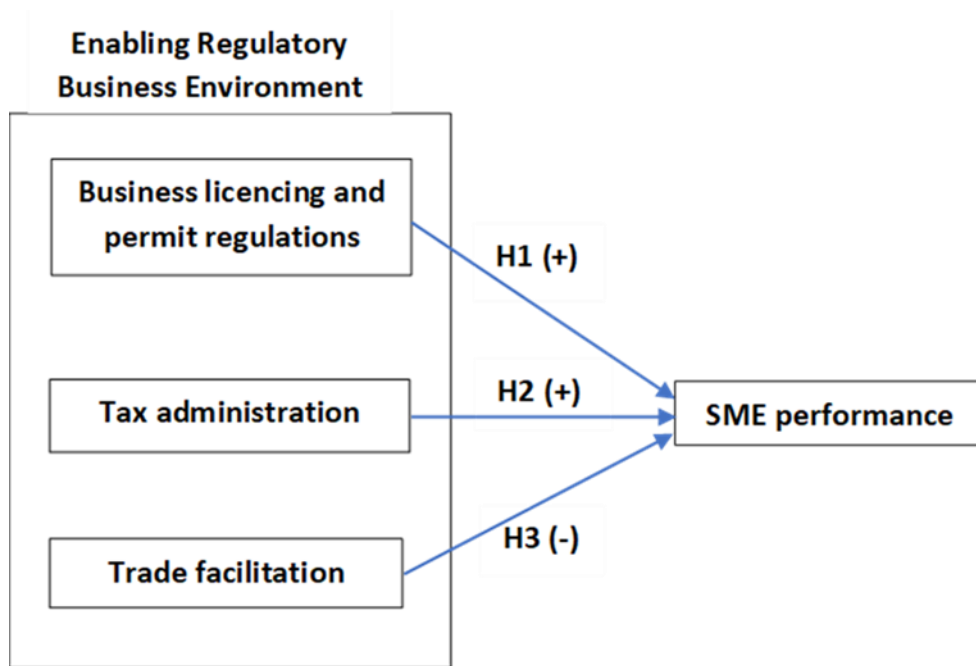 Enabling Regulatory
Business Environment
Business licencing and
permit regulations
H1 (+)
Tax administration
H2 (+)
SME performance
Trade facilitation
H3 (-)